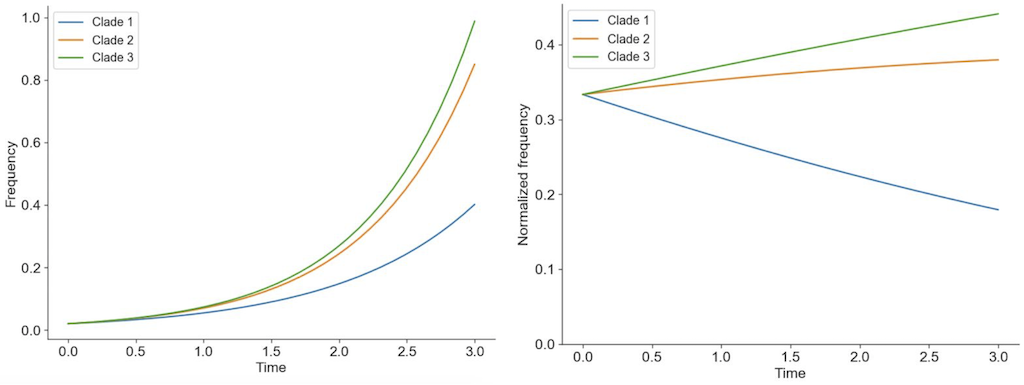 Clade 1
Clade 2
Clade 3
1.0
0.8
0.6
0.4
0.2
0.0
Frequency
0.0 0.5 1.0 1.5 2.0 2.5 3.0
Time
Clade 1
Clade 2
Clade 3
0.4
0.3
0.2
0.1
0.0
Normalized frequency
0.0 0.5 1.0 1.5 2.0 2.5 3.0
Time